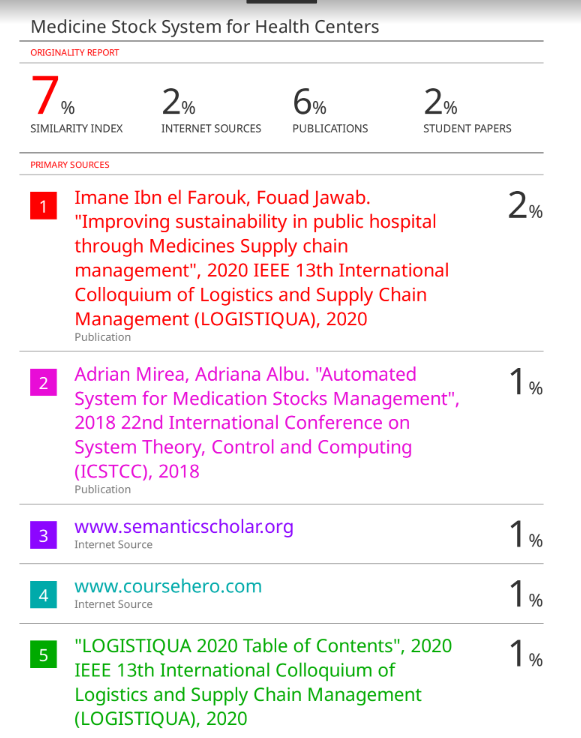 Medicine Stock System for Health Centers
ORIGINALITY REPORT
7%
2%
6%
2%
SIMILARITY INDEX
INTERNET SOURCES
PUBLICATIONS
STUDENT PAPERS
PRIMARY SOURCES
1
Imane Ibn el Farouk, Fouad Jawab.
"Improving sustainability in public hospital
through Medicines Supply chain
management", 2020 IEEE 13th International
Colloquium of Logistics and Supply Chain
Management (LOGISTIQUA), 2020
Publication
2%
2
Adrian Mirea, Adriana Albu. "Automated
System for Medication Stocks Management",
2018 22nd International Conference on
System Theory, Control and Computing
(ICSTCC), 2018
Publication
1%
3
www.semanticscholar.org
Internet Source
1%
4
www.coursehero.com
Internet Source
1%
5
"LOGISTIQUA 2020 Table of Contents", 2020
IEEE 13th International Colloquium of
Logistics and Supply Chain Management
(LOGISTIQUA), 2020
1%